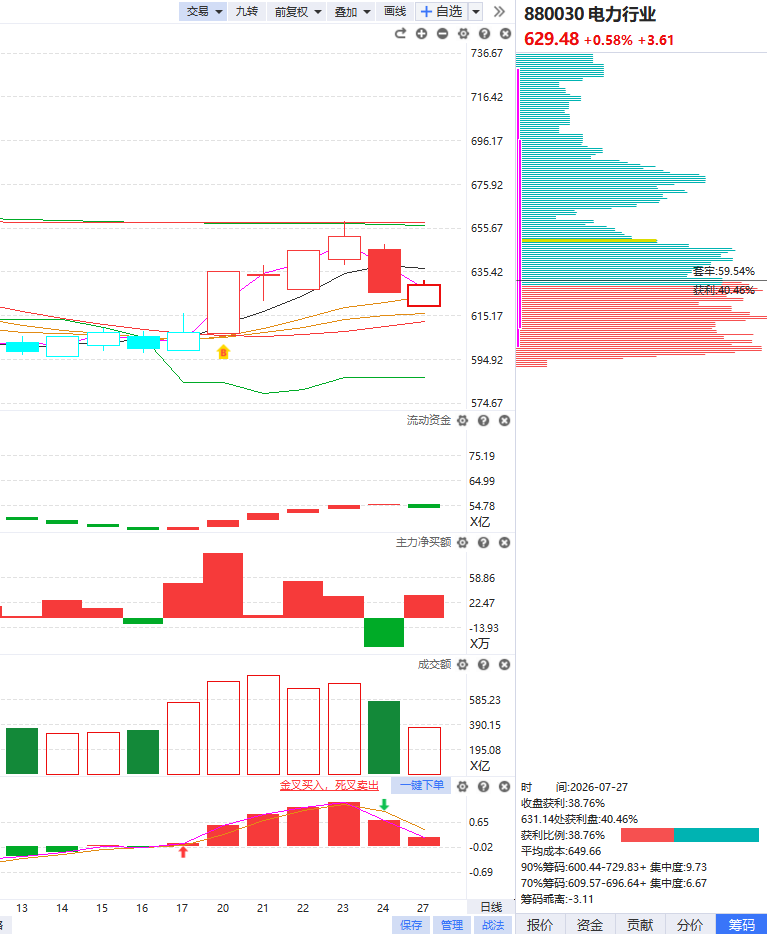 交易 九转 前复权 叠加 画线 自选
880030 电力行业
629.48 +0.58% +3.61
736.67
716.42
696.17
675.92
655.67
635.42
615.17
594.92
574.67
套牢:59.54%
获利:40.46%
B
流动资金
75.19
64.99
54.78
X亿
主力净买额
58.86
22.47
-13.93
X万
成交额
585.23
390.15
195.08
X亿
金叉买入，死叉卖出 一键下单
0.65
-0.02
-0.69
13 14 15 16 17 20 21 22 23 24 27 日线
保存 管理 战法
时 间:2026-07-27
收盘获利:38.76%
631.14处获利盘:40.46%
获利比例:38.76%
平均成本:649.66
90%筹码:600.44-729.83+ 集中度:9.73
70%筹码:609.57-696.64+ 集中度:6.67
筹码乖离:-3.11
报价 资金 贡献 分价 筹码